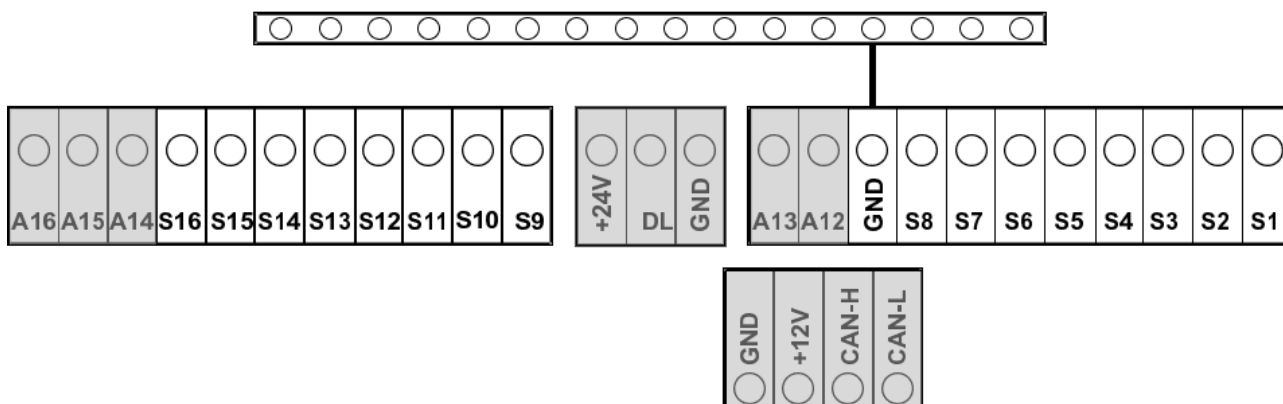 A16 A15 A14 S16 S15 S14 S13 S12 S11 S10 S9 +24V DL GND A13 A12 GND S8 S7 S6 S5 S4 S3 S2 S1
GND +12V CAN-H CAN-L